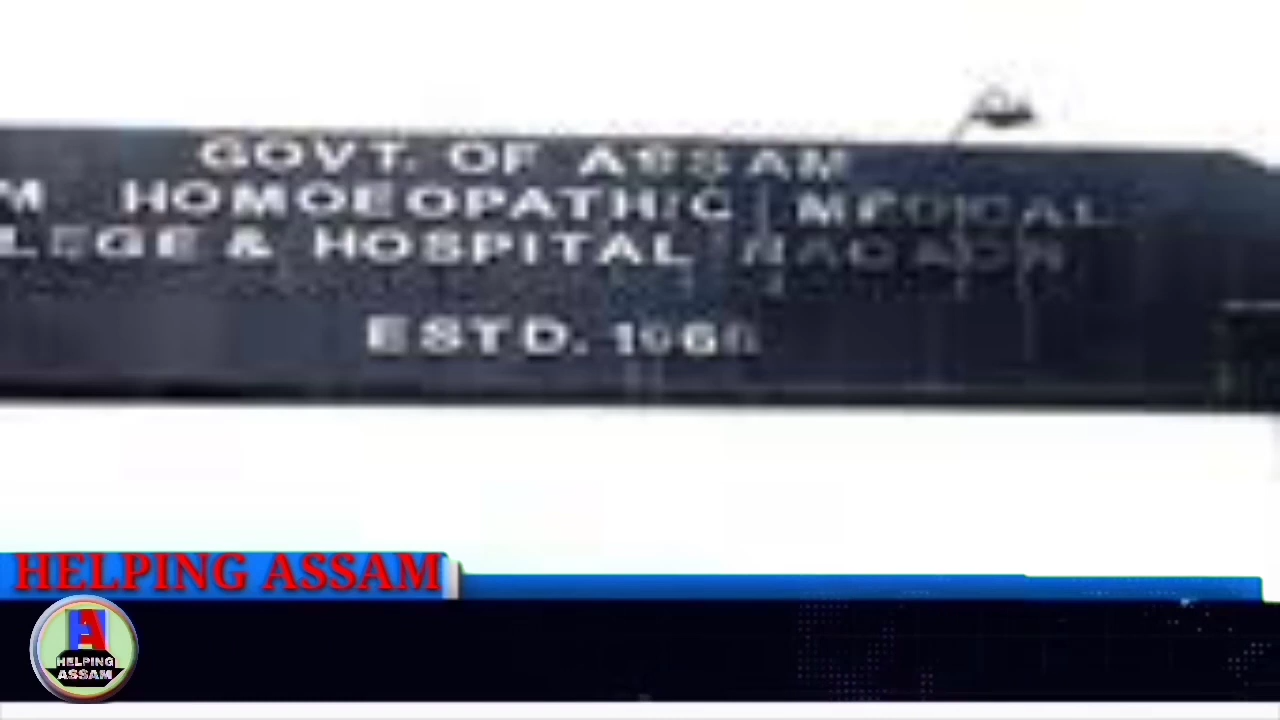 GOVT. OF ASSAM
HOMOEOPATHIC MEDICAL
& HOSPITAL
ESTD.
HELPING ASSAM
HELPING
ASSAM